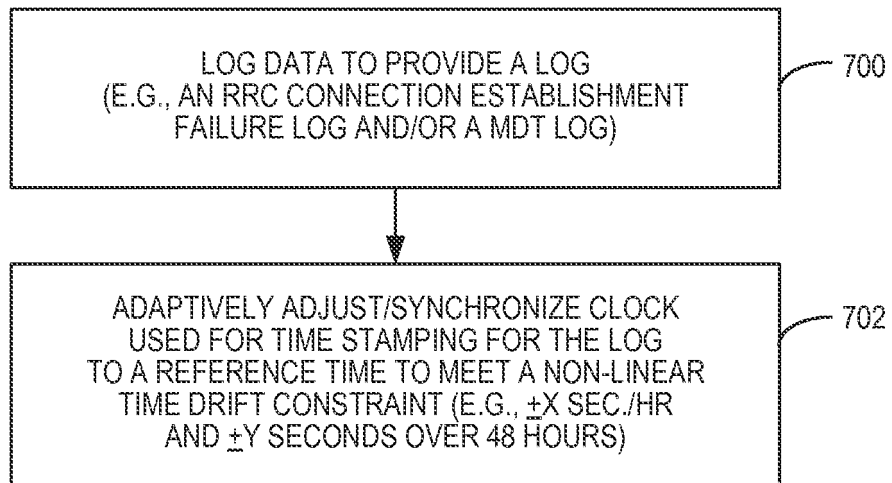 LOG DATA TO PROVIDE A LOG
(E.G., AN RRC CONNECTION ESTABLISHMENT
FAILURE LOG AND/OR A MDT LOG)
700
ADAPTIVELY ADJUST/SYNCHRONIZE CLOCK
USED FOR TIME STAMPING FOR THE LOG
TO A REFERENCE TIME TO MEET A NON-LINEAR
TIME DRIFT CONSTRAINT (E.G., ±X SEC./HR
AND ±Y SECONDS OVER 48 HOURS)
702